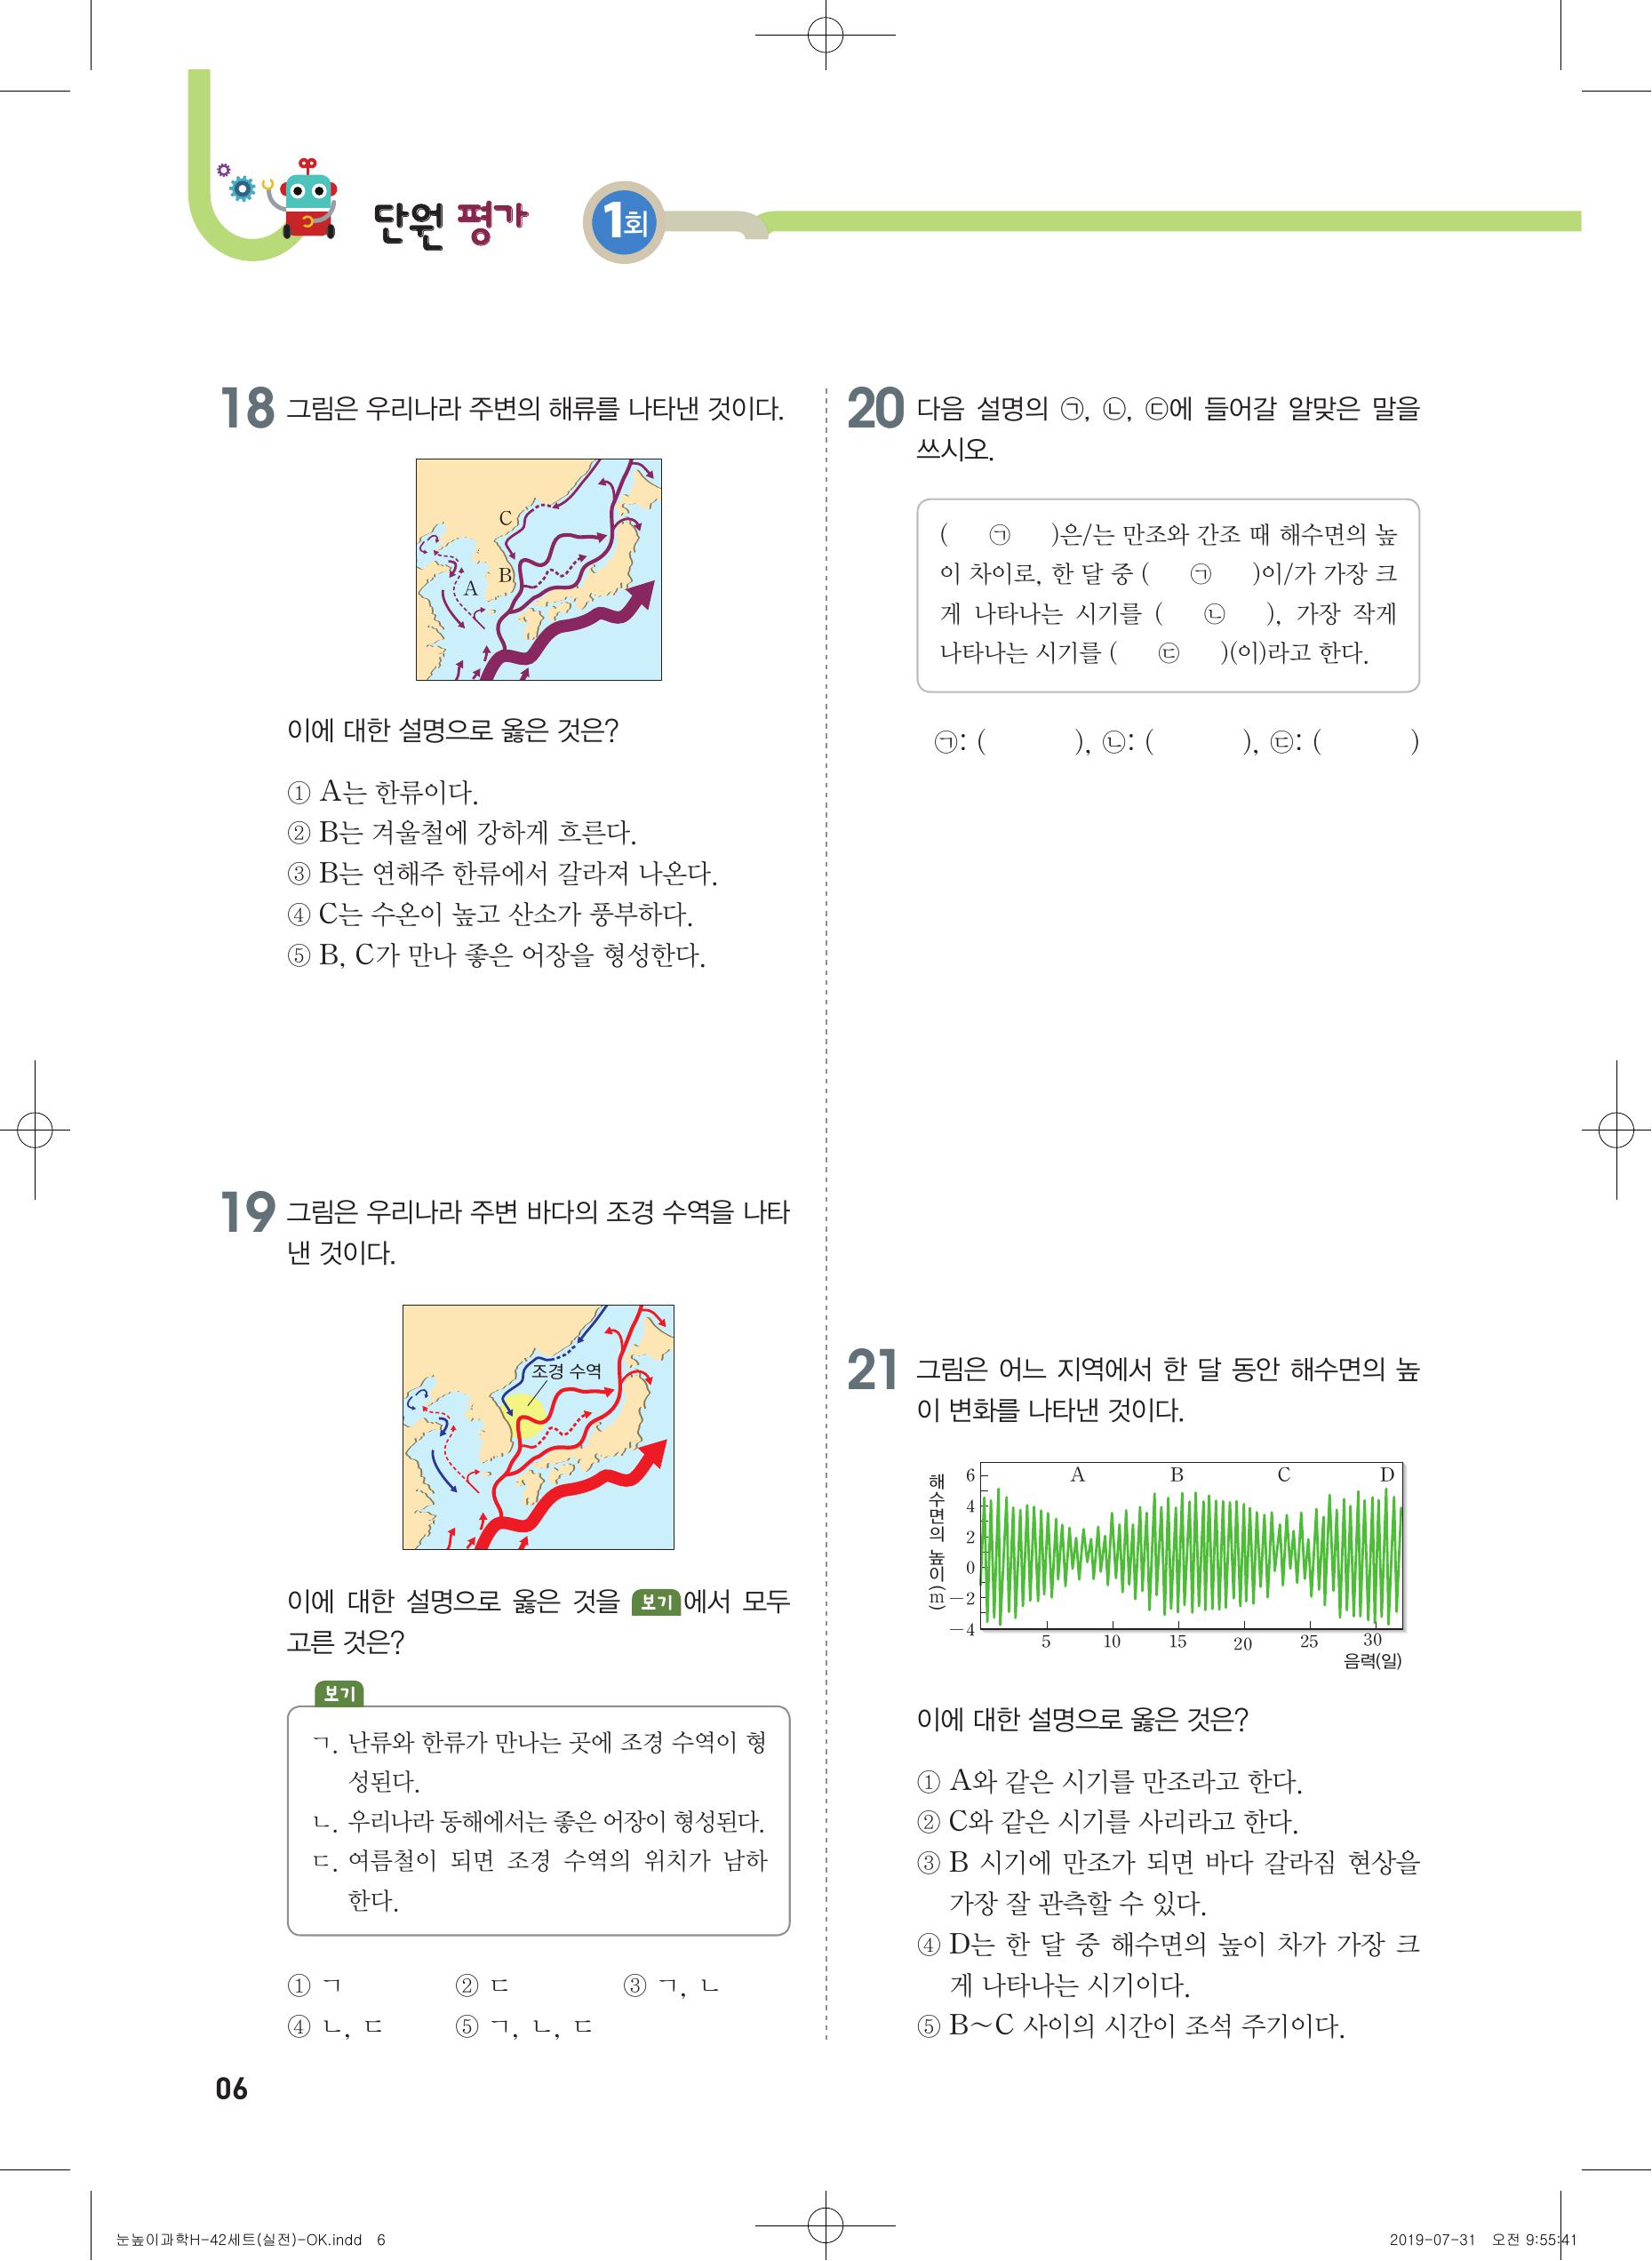 단원 평가 1회
18 그림은 우리나라 주변의 해류를 나타낸 것이다.
C
B
A
이에 대한 설명으로 옳은 것은?
① A는 한류이다.
② B는 겨울철에 강하게 흐른다.
③ B는 연해주 한류에서 갈라져 나온다.
④ C는 수온이 높고 산소가 풍부하다.
⑤ B, C가 만나 좋은 어장을 형성한다.
19 그림은 우리나라 주변 바다의 조경 수역을 나타
낸 것이다.
조경 수역
이에 대한 설명으로 옳은 것을 보기에서 모두
고른 것은?
보기
ㄱ. 난류와 한류가 만나는 곳에 조경 수역이 형
성된다.
ㄴ. 우리나라 동해에서는 좋은 어장이 형성된다.
ㄷ. 여름철이 되면 조경 수역의 위치가 남하
한다.
① ㄱ ② ㄷ ③ ㄱ, ㄴ
④ ㄴ, ㄷ ⑤ ㄱ, ㄴ, ㄷ
06
20 다음 설명의 ㉠, ㉡, ㉢에 들어갈 알맞은 말을
쓰시오.
( ㉠ )은/는 만조와 간조 때 해수면의 높
이 차이로, 한 달 중 ( ㉠ )이/가 가장 크
게 나타나는 시기를 ( ㉡ ), 가장 작게
나타나는 시기를 ( ㉢ )(이)라고 한다.
㉠: ( ), ㉡: ( ), ㉢: ( )
21 그림은 어느 지역에서 한 달 동안 해수면의 높
이 변화를 나타낸 것이다.
해수면의 높이(m)
A B C D
6
4
2
0
-2
-4
5 10 15 20 25 30
음력(일)
이에 대한 설명으로 옳은 것은?
① A와 같은 시기를 만조라고 한다.
② C와 같은 시기를 사리라고 한다.
③ B 시기에 만조가 되면 바다 갈라짐 현상을
가장 잘 관측할 수 있다.
④ D는 한 달 중 해수면의 높이 차가 가장 크
게 나타나는 시기이다.
⑤ B~C 사이의 시간이 조석 주기이다.
눈높이과학H-42세트(실전)-OK.indd 6
2019-07-31 오전 9:55:41